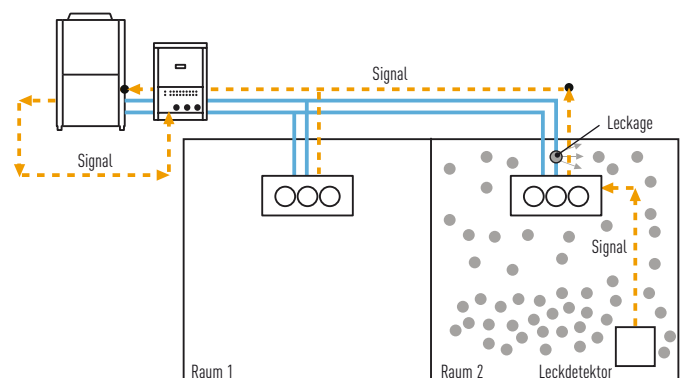 Signal
Leckage
Signal
Signal
Raum 1
Raum 2
Leckdetektor